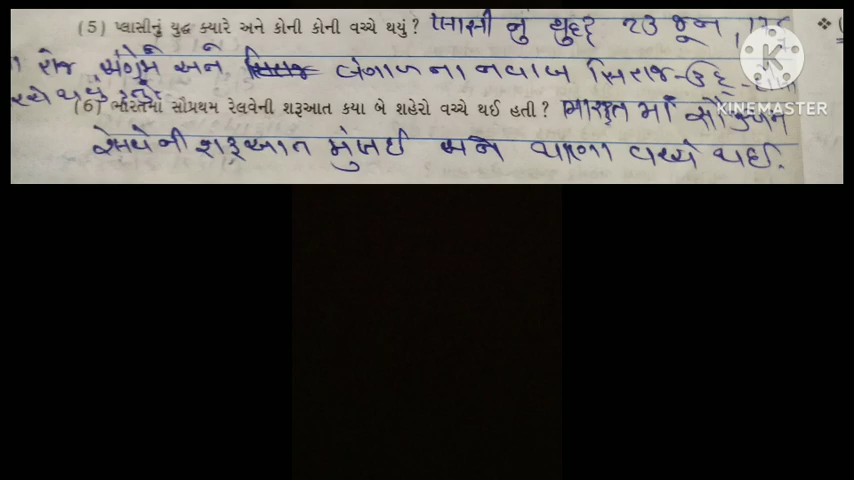 (5) પ્લાસીનું યુદ્ધ ક્યારે અને કોની કોની વચ્ચે થયું? પ્લાસી નું યુદ્ધ ૨૩ જૂન
રોજ અંગ્રેજો અને બંગાળ ના નવાબ સિરાજ-ઉદ્-
વચ્ચે થયું હતું.
(6) ભારતમાં સૌપ્રથમ રેલવેની શરૂઆત કયા બે શહેરો વચ્ચે થઈ હતી? ભારત માં સૌપ્રથમ
રેલવેની શરૂઆત મુંબઈ અને થાણા વચ્ચે થઈ.
KINEMASTER